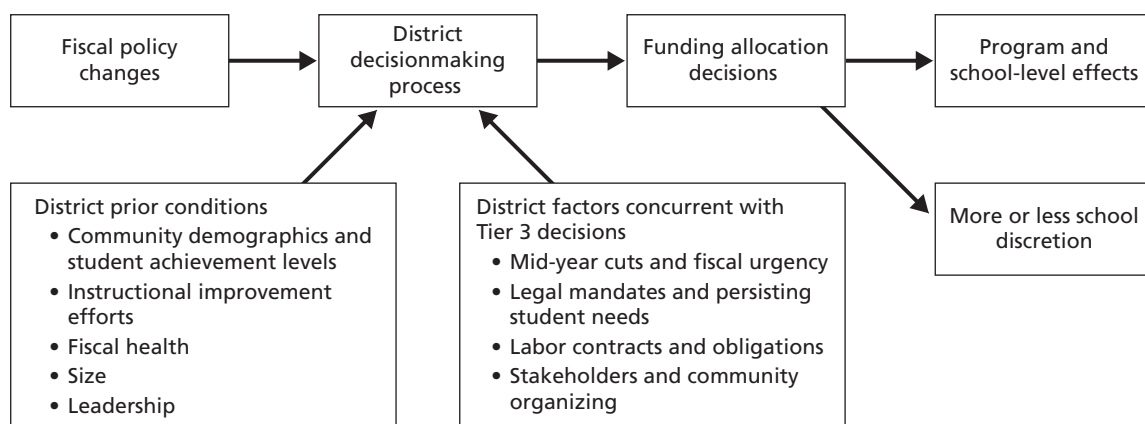 Fiscal policy
changes
District
decisionmaking
process
Funding allocation
decisions
Program and
school-level effects
District prior conditions
• Community demographics and
student achievement levels
• Instructional improvement
efforts
• Fiscal health
• Size
• Leadership
District factors concurrent with
Tier 3 decisions
• Mid-year cuts and fiscal urgency
• Legal mandates and persisting
student needs
• Labor contracts and obligations
• Stakeholders and community
organizing
More or less school
discretion